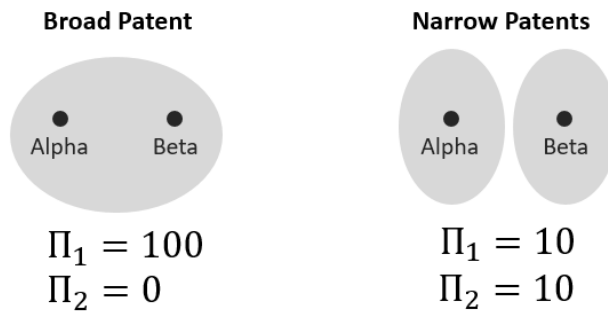 Broad Patent
Alpha
Beta
Π₁ = 100
Π₂ = 0
Narrow Patents
Alpha
Beta
Π₁ = 10
Π₂ = 10